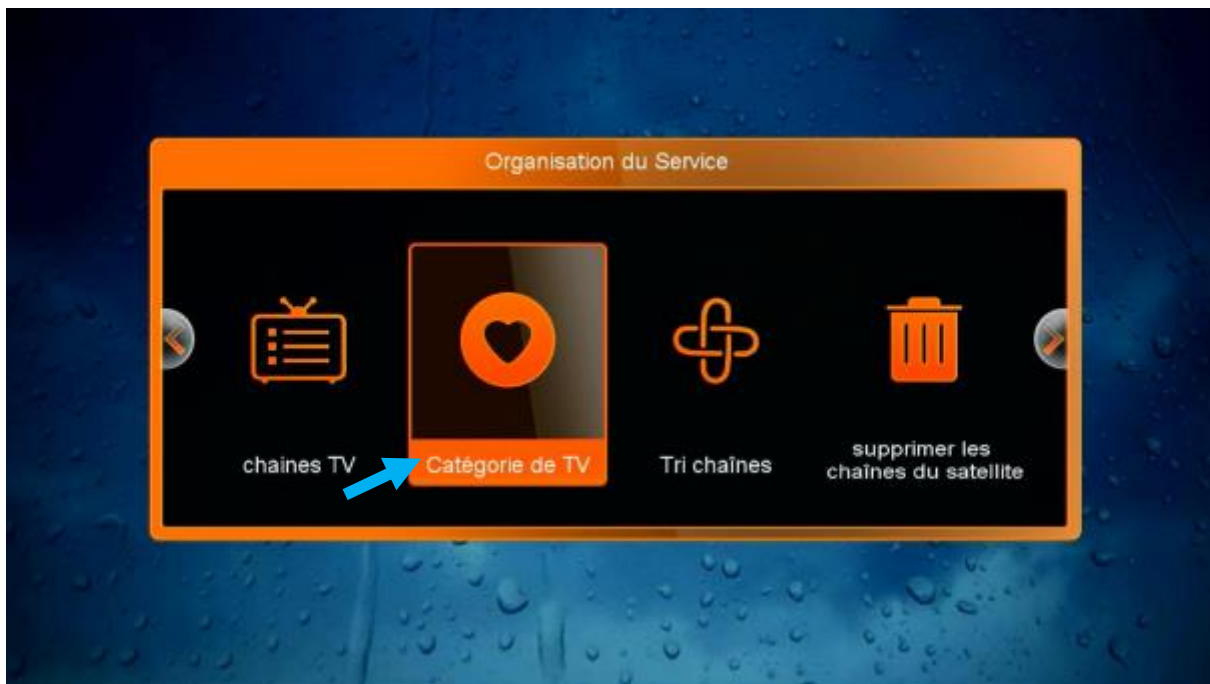 Organisation du Service
chaines TV
Catégorie de TV
Tri chaînes
supprimer les
chaînes du satellite